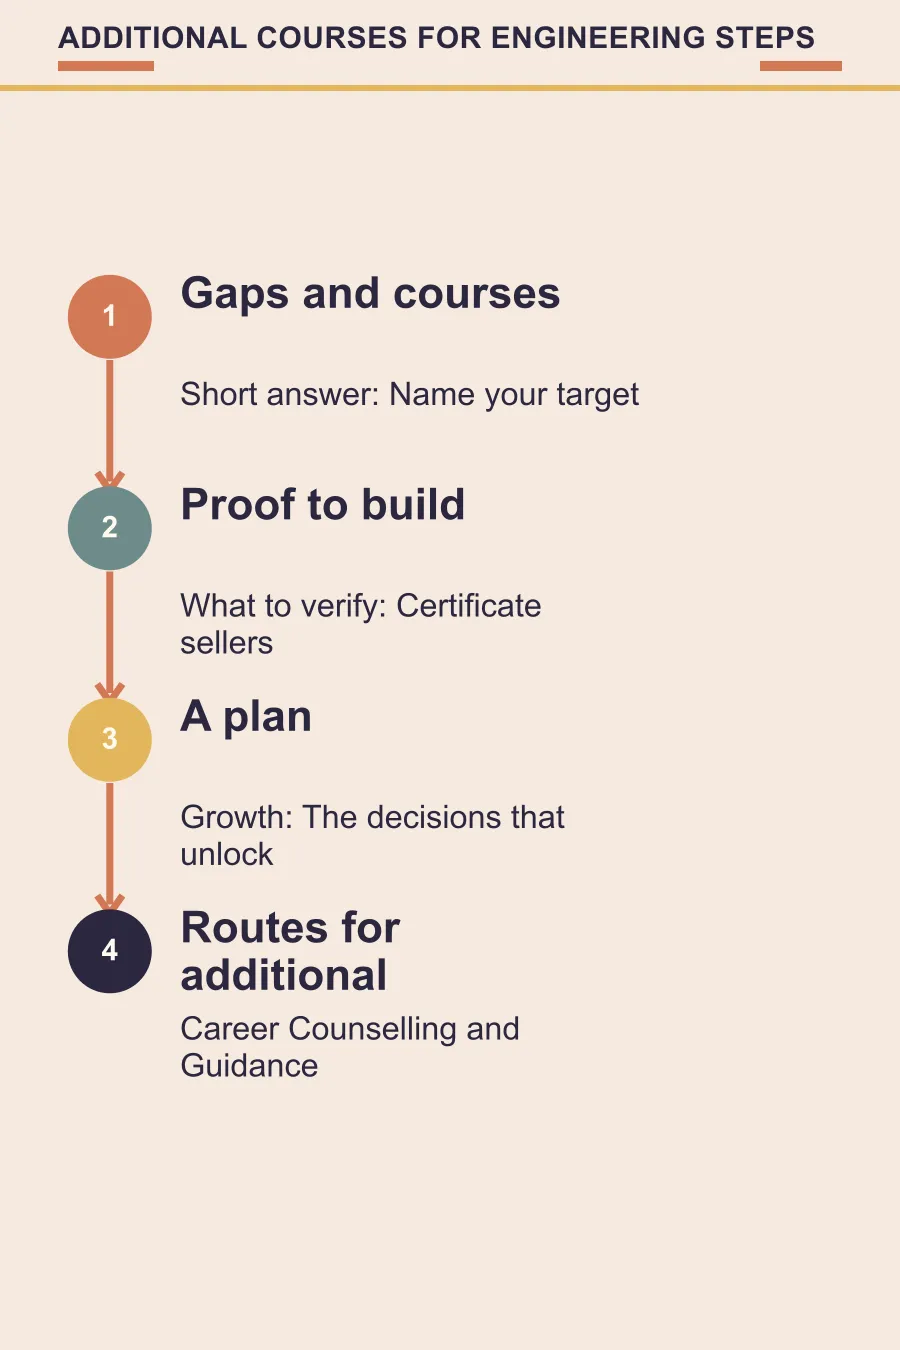 ADDITIONAL COURSES FOR ENGINEERING STEPS
1
Gaps and courses
Short answer: Name your target
2
Proof to build
What to verify: Certificate
sellers
3
A plan
Growth: The decisions that
unlock
4
Routes for
additional
Career Counselling and
Guidance